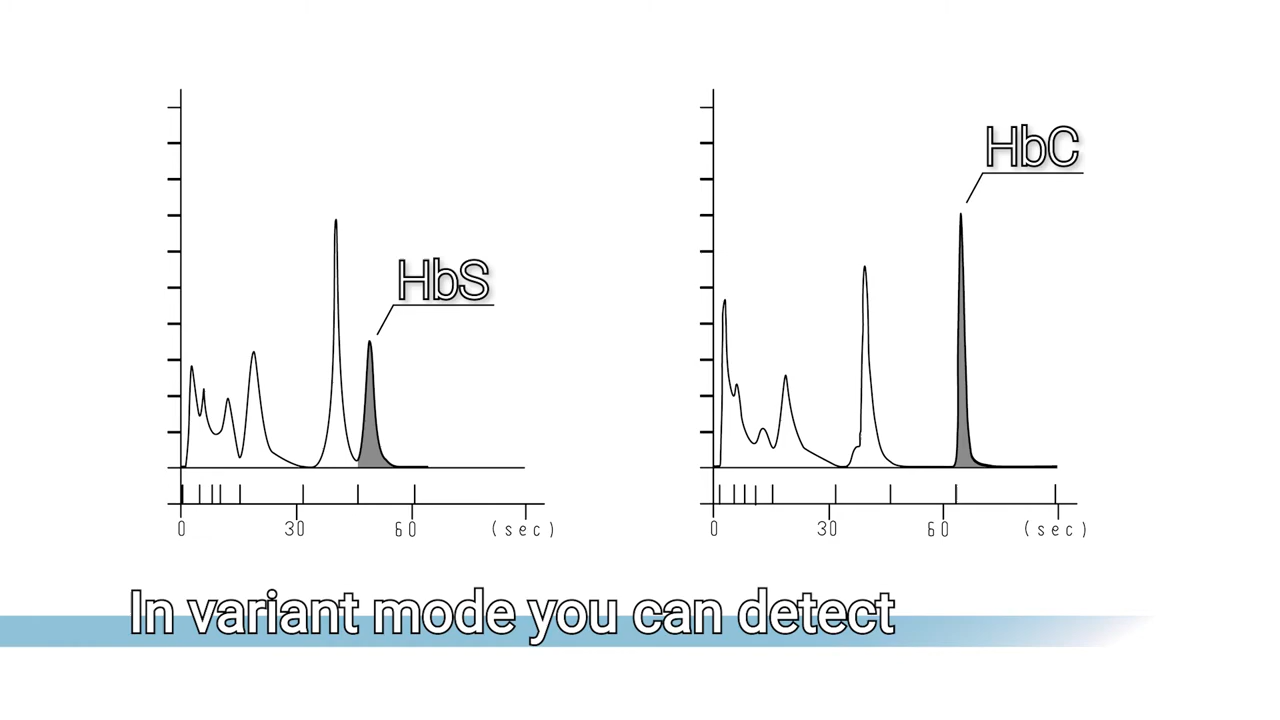 HbS
HbC
0 30 60 (sec)
0 30 60 (sec)
In variant mode you can detect